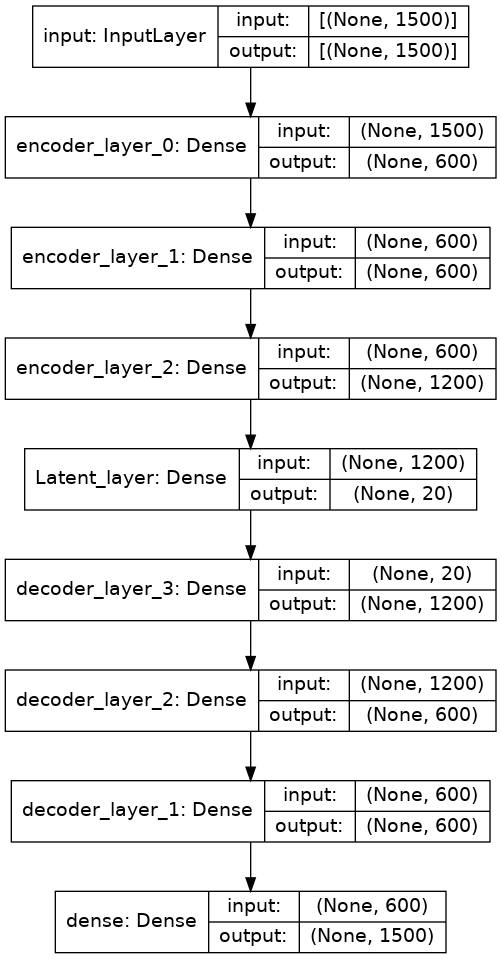 input: InputLayer
input: [(None, 1500)]
output: [(None, 1500)]
encoder_layer_0: Dense
input: (None, 1500)
output: (None, 600)
encoder_layer_1: Dense
input: (None, 600)
output: (None, 600)
encoder_layer_2: Dense
input: (None, 600)
output: (None, 1200)
Latent_layer: Dense
input: (None, 1200)
output: (None, 20)
decoder_layer_3: Dense
input: (None, 20)
output: (None, 1200)
decoder_layer_2: Dense
input: (None, 1200)
output: (None, 600)
decoder_layer_1: Dense
input: (None, 600)
output: (None, 600)
dense: Dense
input: (None, 600)
output: (None, 1500)